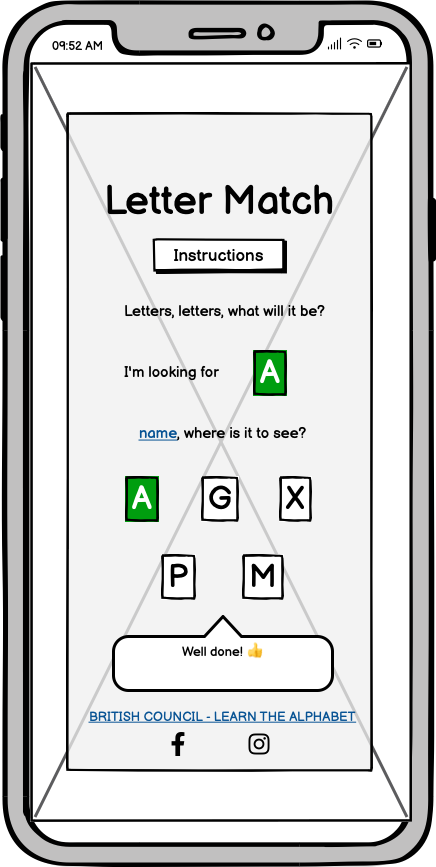 09:52 AM
Letter Match
Instructions
Letters, letters, what will it be?
I'm looking for A
name, where is it to see?
A G X
P M
Well done! 👍
BRITISH COUNCIL - LEARN THE ALPHABET